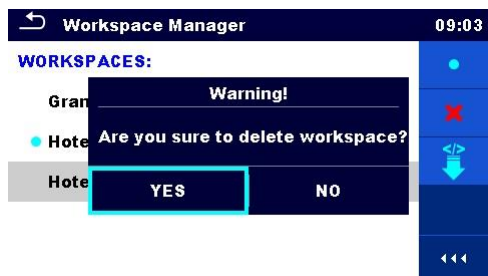 Workspace Manager 09:03
WORKSPACES:
Gran
Warning!
Hote
Are you sure to delete workspace?
Hote
YES NO